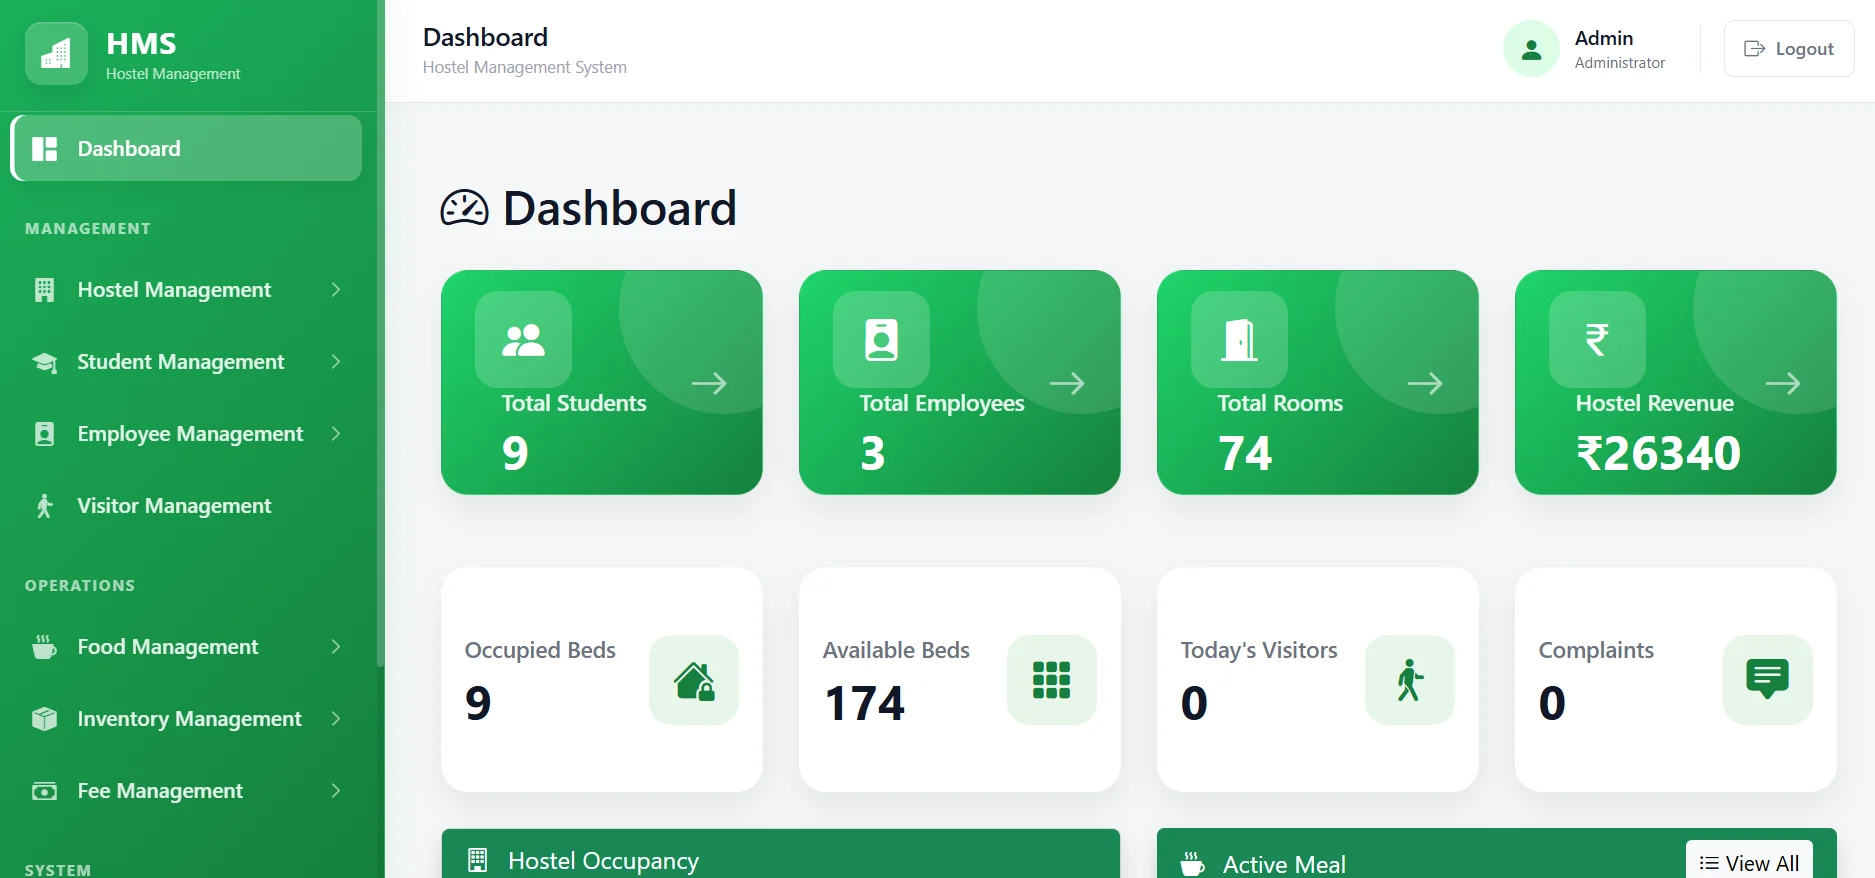 HMS
Hostel Management
Dashboard
MANAGEMENT
Hostel Management
Student Management
Employee Management
Visitor Management
OPERATIONS
Food Management
Inventory Management
Fee Management
SYSTEM
Dashboard
Hostel Management System
Admin
Administrator
Logout
Dashboard
Total Students
9
Total Employees
3
Total Rooms
74
₹
Hostel Revenue
₹26340
Occupied Beds
9
Available Beds
174
Today's Visitors
0
Complaints
0
Hostel Occupancy
Active Meal
View All